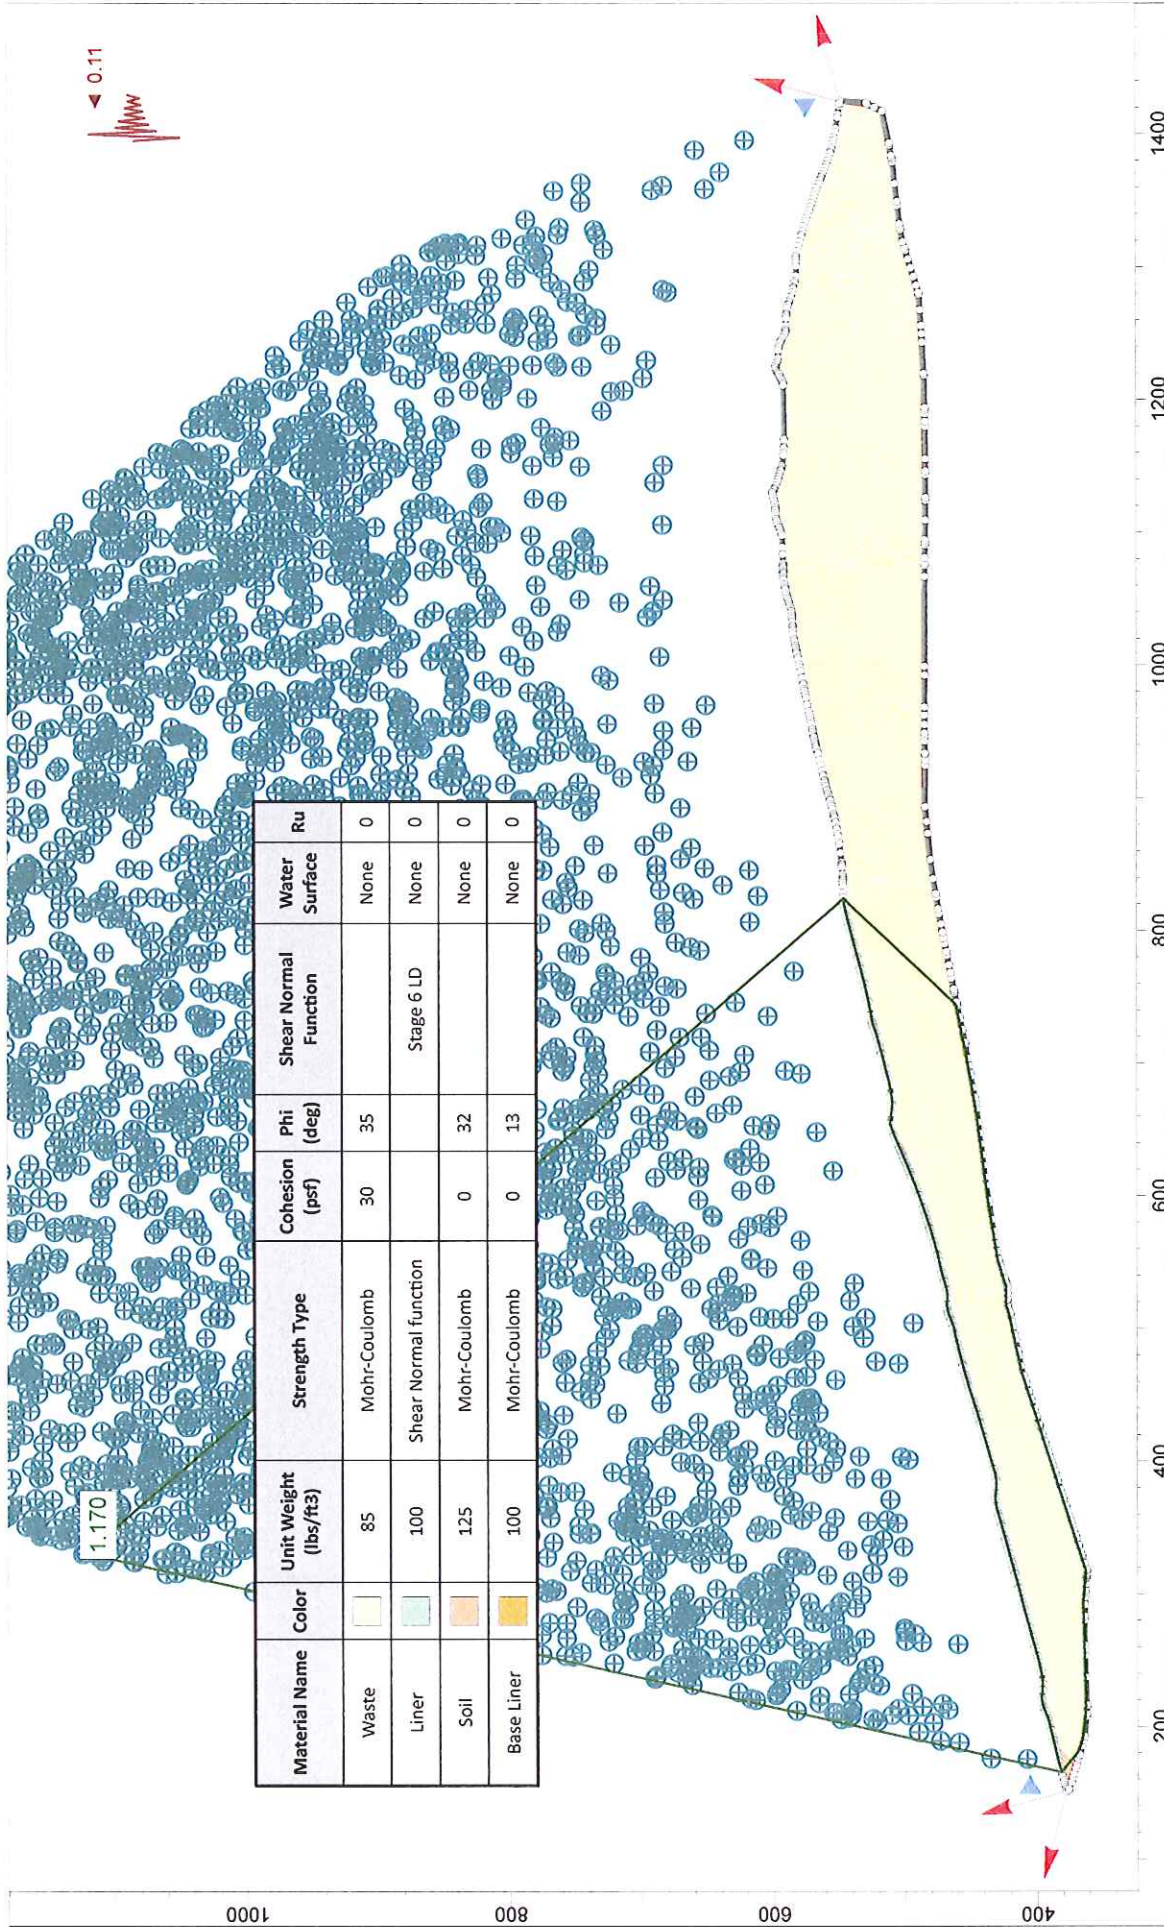 ◄ 0.11
1.170
Material Name Color Unit Weight (lbs/ft3) Strength Type Cohesion (psf) Phi (deg) Shear Normal Function Water Surface Ru
Waste 85 Mohr-Coulomb 30 35 None 0
Liner 100 Shear Normal function Stage 6 LD None 0
Soil 125 Mohr-Coulomb 0 32 None 0
Base Liner 100 Mohr-Coulomb 0 13 None 0
1000
800
600
400
200 400 600 800 1000 1200 1400